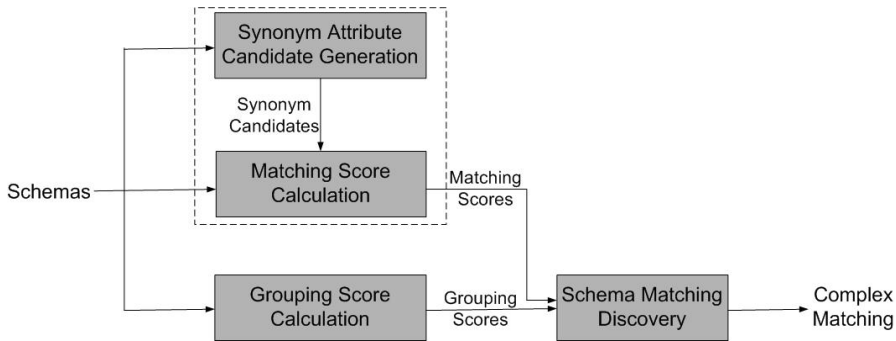 Synonym Attribute
Candidate Generation
Synonym
Candidates
Schemas
Matching Score
Calculation
Matching
Scores
Grouping Score
Calculation
Grouping
Scores
Schema Matching
Discovery
Complex
Matching